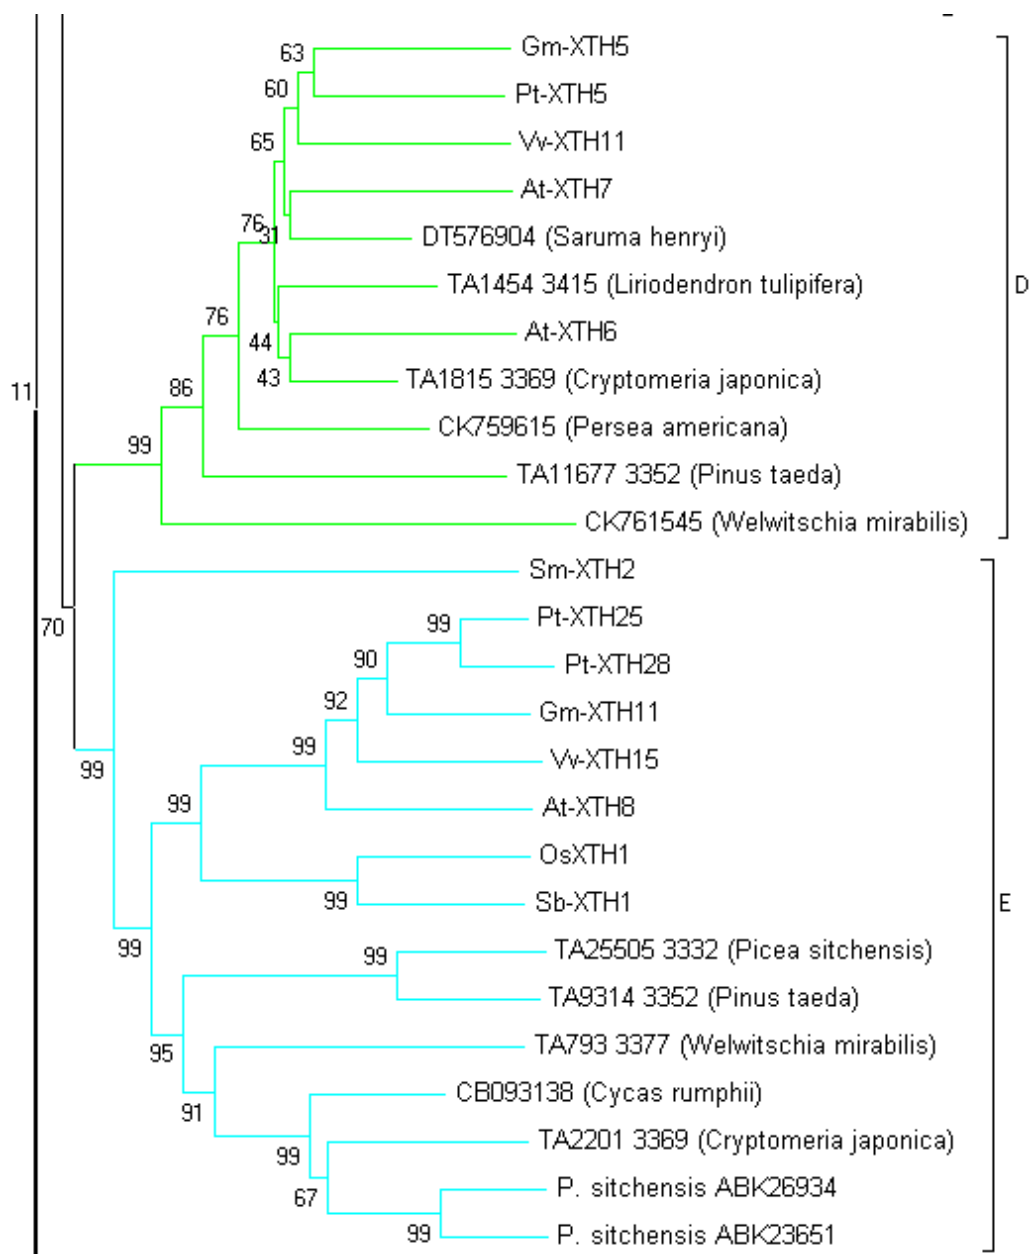 63
Gm-XTH5
60
Pt-XTH5
65
Vv-XTH11
At-XTH7
76
31
DT576904 (Saruma henryi)
TA1454 3415 (Liriodendron tulipifera)
D
76
44
At-XTH6
43
TA1815 3369 (Cryptomeria japonica)
11
86
CK759615 (Persea americana)
99
TA11677 3352 (Pinus taeda)
CK761545 (Welwitschia mirabilis)
Sm-XTH2
70
99
Pt-XTH25
90
Pt-XTH28
92
Gm-XTH11
99
Vv-XTH15
99
99
At-XTH8
OsXTH1
99
Sb-XTH1
E
99
99
TA25505 3332 (Picea sitchensis)
TA9314 3352 (Pinus taeda)
95
TA793 3377 (Welwitschia mirabilis)
91
CB093138 (Cycas rumphii)
99
TA2201 3369 (Cryptomeria japonica)
67
P. sitchensis ABK26934
99
P. sitchensis ABK23651